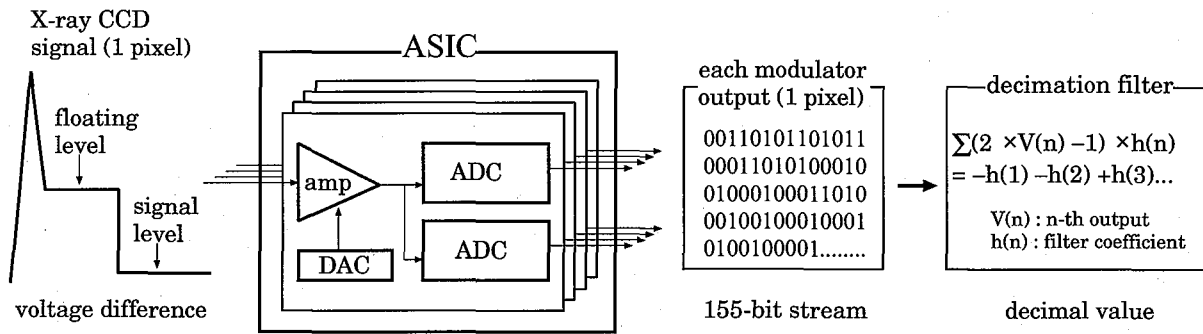 X-ray CCD
signal (1 pixel)
floating
level
signal
level
voltage difference
ASIC
amp
DAC
ADC
ADC
each modulator
output (1 pixel)
00110101101011
00011010100010
01000100011010
00100100010001
0100100001........
155-bit stream
decimation filter
∑(2 ×V(n) –1) ×h(n)
= –h(1) –h(2) +h(3)...
V(n) : n-th output
h(n) : filter coefficient
decimal value